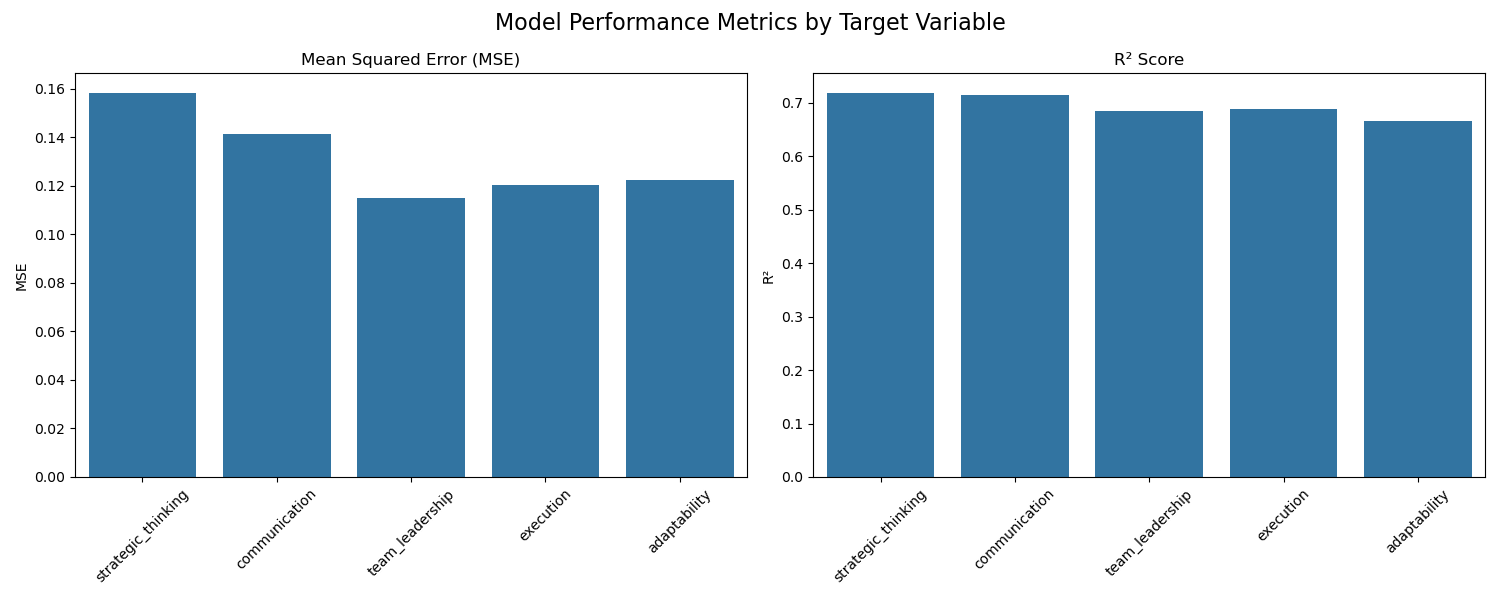 Model Performance Metrics by Target Variable
Mean Squared Error (MSE)
MSE
0.16
0.14
0.12
0.10
0.08
0.06
0.04
0.02
0.00
strategic_thinking
communication
team_leadership
execution
adaptability
R² Score
R²
0.7
0.6
0.5
0.4
0.3
0.2
0.1
0.0
strategic_thinking
communication
team_leadership
execution
adaptability